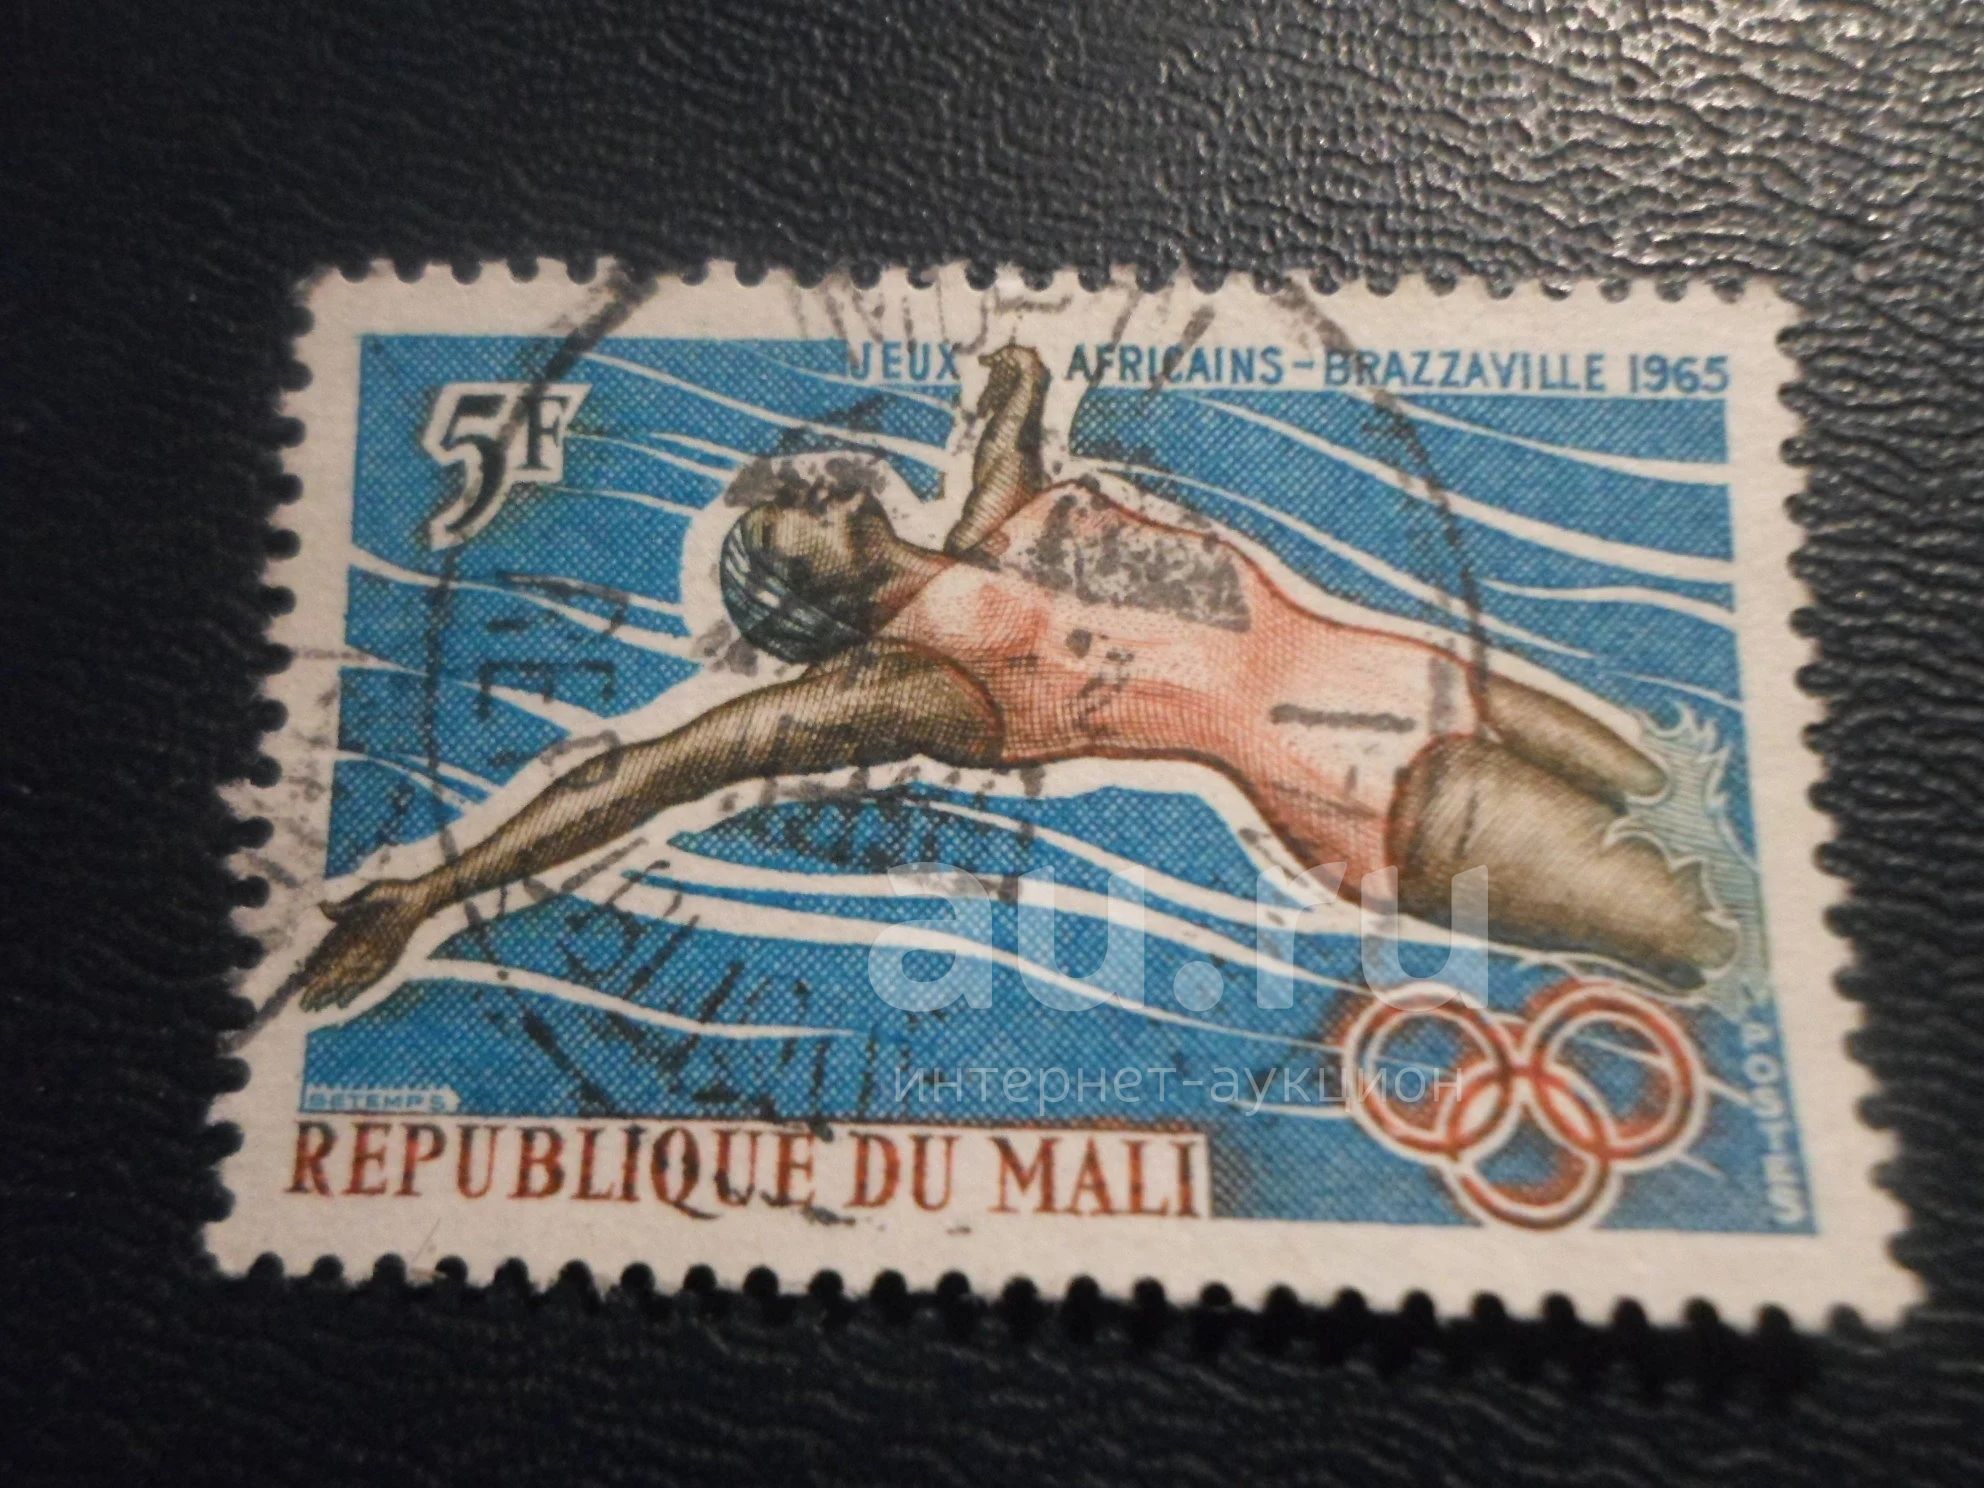 JEUX AFRICAINS-BRAZZAVILLE 1965
5F
au.ru
интернет-аукцион
BETEMPS
REPUBLIQUE DU MALI